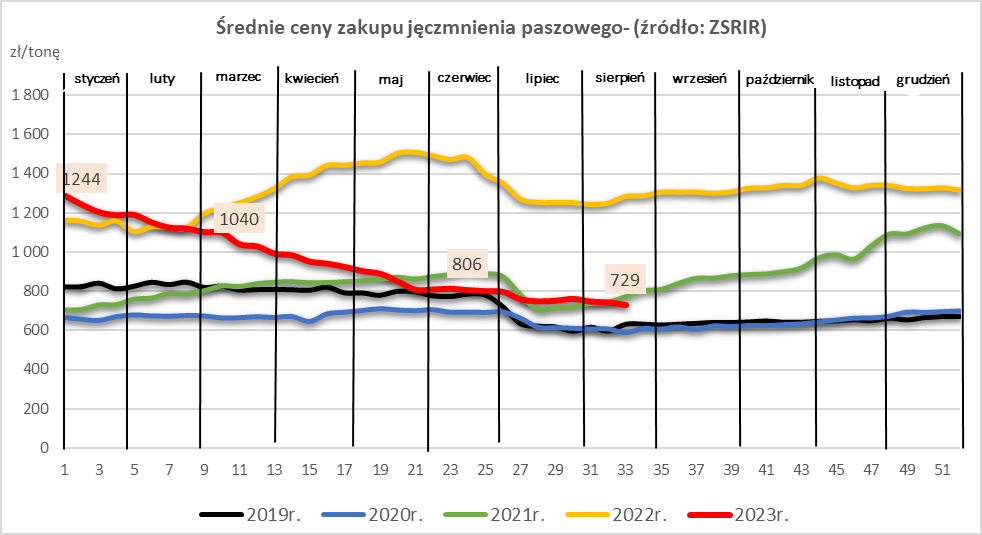 Średnie ceny zakupu jęczmnienia paszowego- (źródło: ZSRIR)
zł/tonę
styczeń luty marzec kwiecień maj czerwiec lipiec sierpień wrzesień październik listopad grudzień
1 800
1 600
1 400
1 200
1 000
800
600
400
200
0
1244
1040
806
729
1 3 5 7 9 11 13 15 17 19 21 23 25 27 29 31 33 35 37 39 41 43 45 47 49 51
2019r. 2020r. 2021r. 2022r. 2023r.